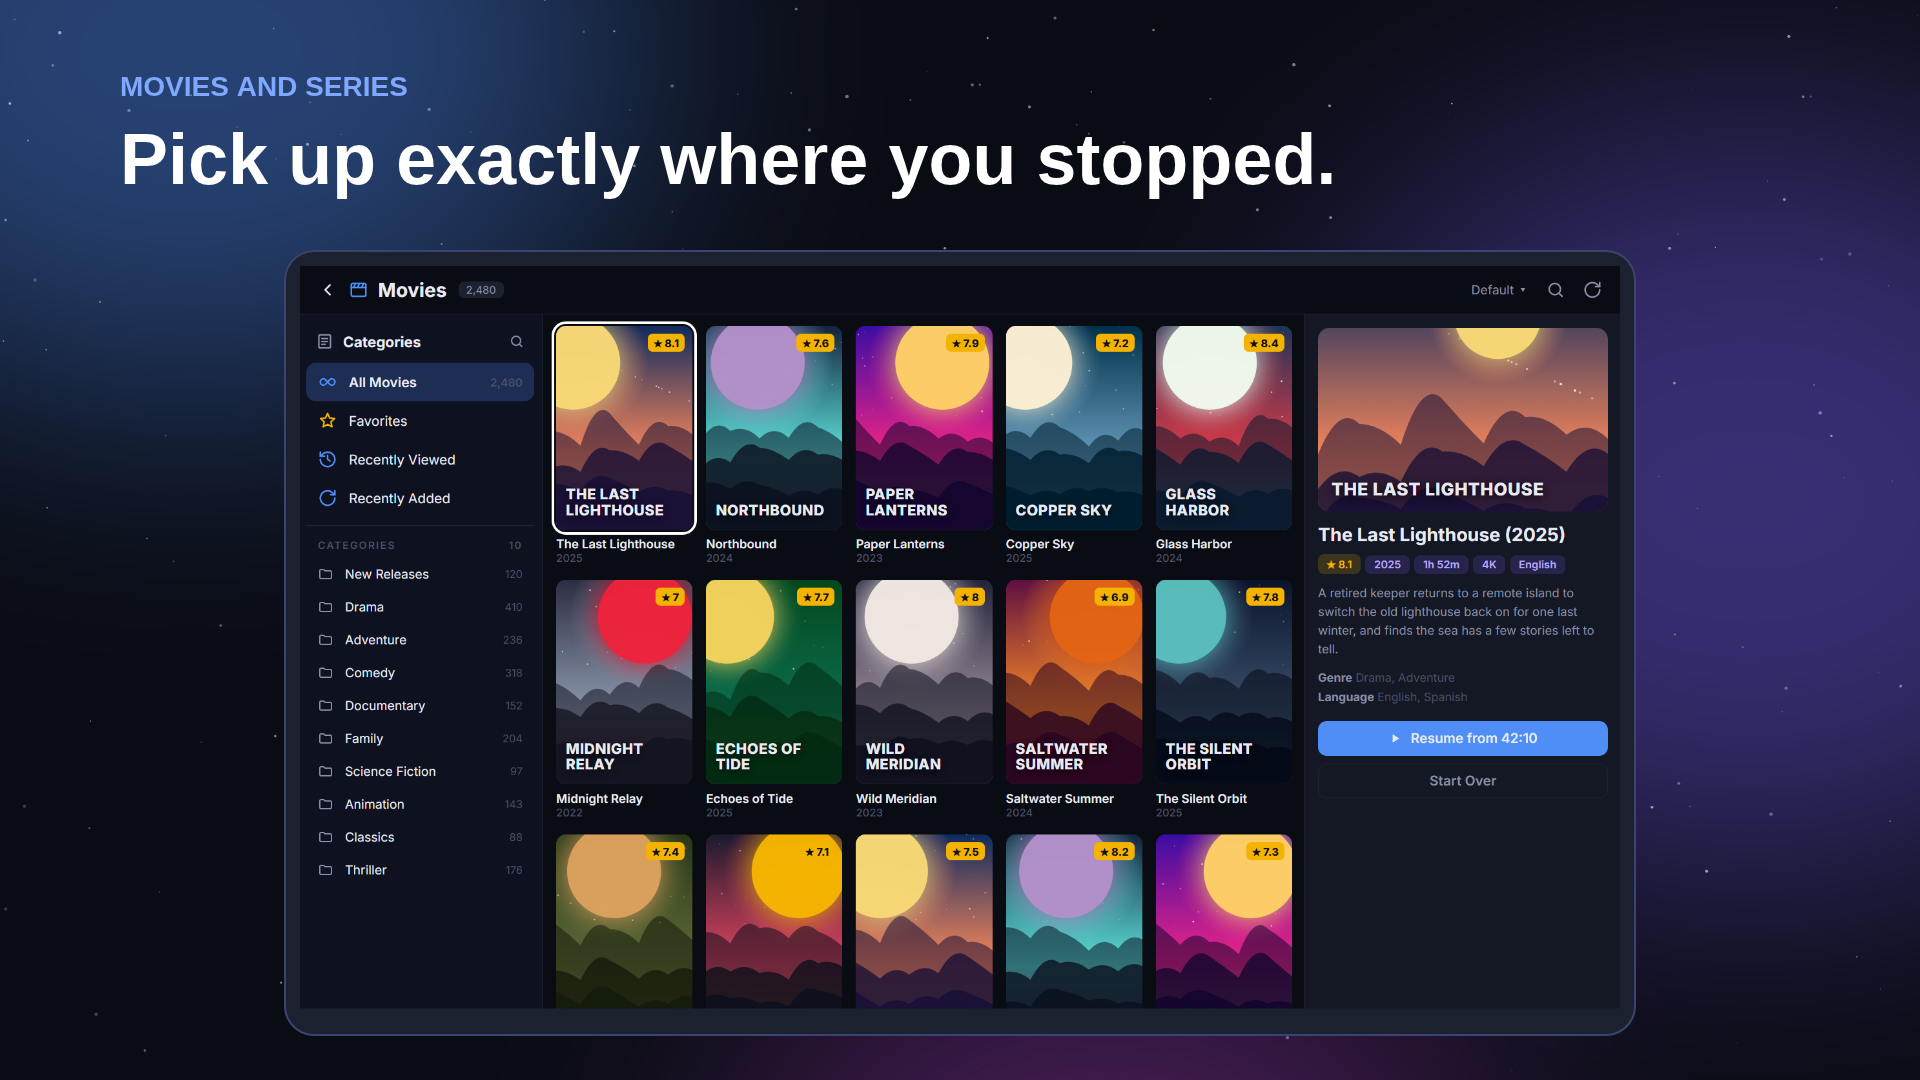 MOVIES AND SERIES
Pick up exactly where you stopped.
Movies 2,480
Default
Categories
All Movies 2,480
Favorites
Recently Viewed
Recently Added
CATEGORIES 10
New Releases 120
Drama 410
Adventure 236
Comedy 318
Documentary 152
Family 204
Science Fiction 97
Animation 143
Classics 88
Thriller 176
★ 8.1
THE LAST
LIGHTHOUSE
The Last Lighthouse
2025
★ 7.6
NORTHBOUND
Northbound
2024
★ 7.9
PAPER
LANTERNS
Paper Lanterns
2023
★ 7.2
COPPER SKY
Copper Sky
2025
★ 8.4
GLASS
HARBOR
Glass Harbor
2024
★ 7
MIDNIGHT
RELAY
Midnight Relay
2022
★ 7.7
ECHOES OF
TIDE
Echoes of Tide
2025
★ 8
WILD
MERIDIAN
Wild Meridian
2023
★ 6.9
SALTWATER
SUMMER
Saltwater Summer
2024
★ 7.8
THE SILENT
ORBIT
The Silent Orbit
2025
★ 7.4
★ 7.1
★ 7.5
★ 8.2
★ 7.3
THE LAST LIGHTHOUSE
The Last Lighthouse (2025)
★ 8.1 2025 1h 52m 4K English
A retired keeper returns to a remote island to
switch the old lighthouse back on for one last
winter, and finds the sea has a few stories left to
tell.
Genre Drama, Adventure
Language English, Spanish
Resume from 42:10
Start Over